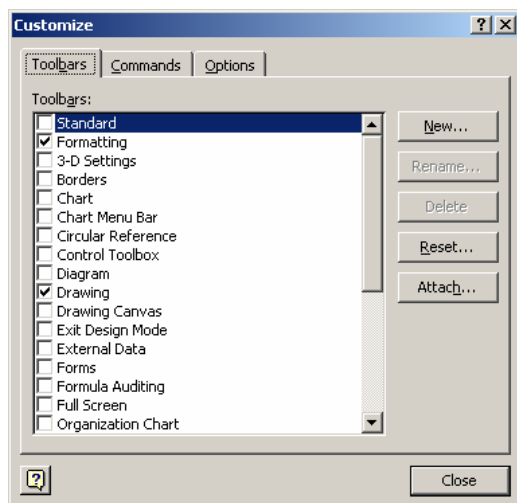 Customize
Toolbars Commands Options
Toolbars:
Standard
Formatting
3-D Settings
Borders
Chart
Chart Menu Bar
Circular Reference
Control Toolbox
Diagram
Drawing
Drawing Canvas
Exit Design Mode
External Data
Forms
Formula Auditing
Full Screen
Organization Chart
New...
Rename...
Delete
Reset...
Attach...
Close